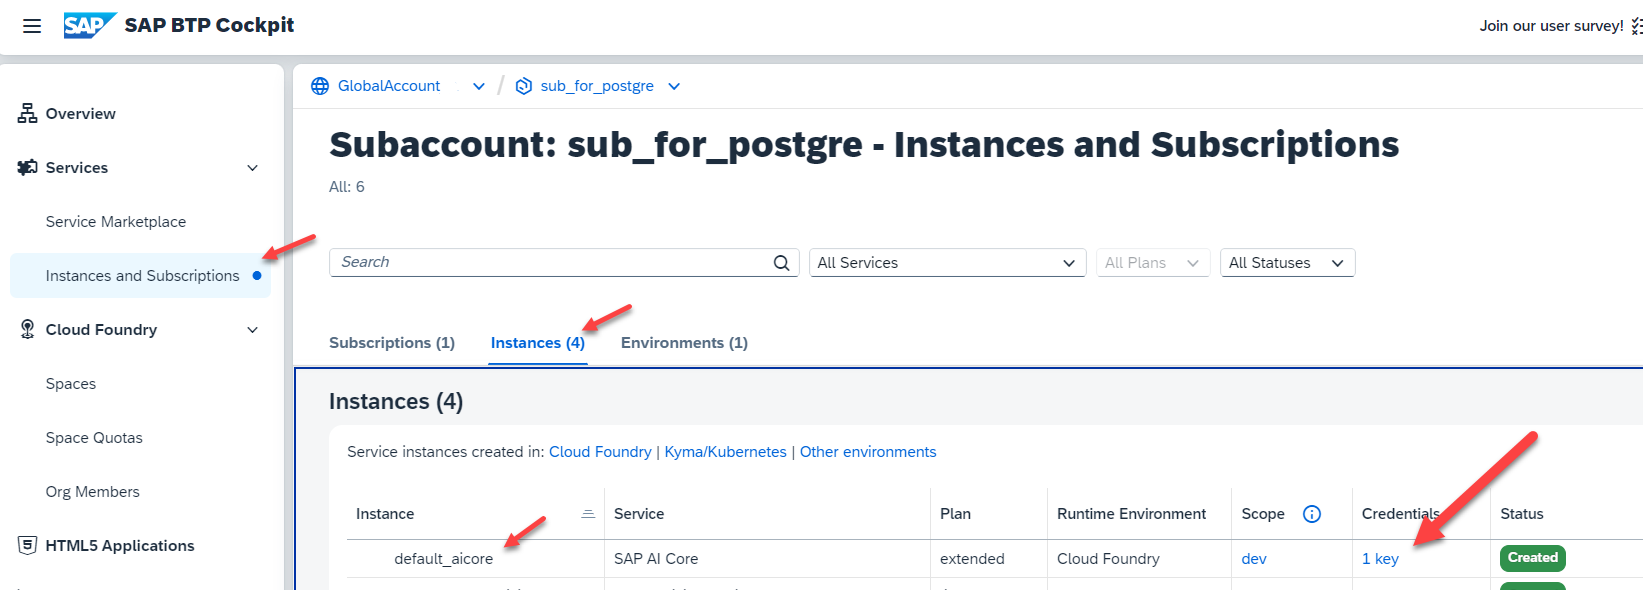 SAP SAP BTP Cockpit
Join our user survey!
Overview
Services
Service Marketplace
Instances and Subscriptions
Cloud Foundry
Spaces
Space Quotas
Org Members
HTML5 Applications
GlobalAccount / sub_for_postgre
Subaccount: sub_for_postgre - Instances and Subscriptions
All: 6
Search
All Services
All Plans
All Statuses
Subscriptions (1) Instances (4) Environments (1)
Instances (4)
Service instances created in: Cloud Foundry | Kyma/Kubernetes | Other environments
Instance Service Plan Runtime Environment Scope Credentials Status
default_aicore SAP AI Core extended Cloud Foundry dev 1 key Created